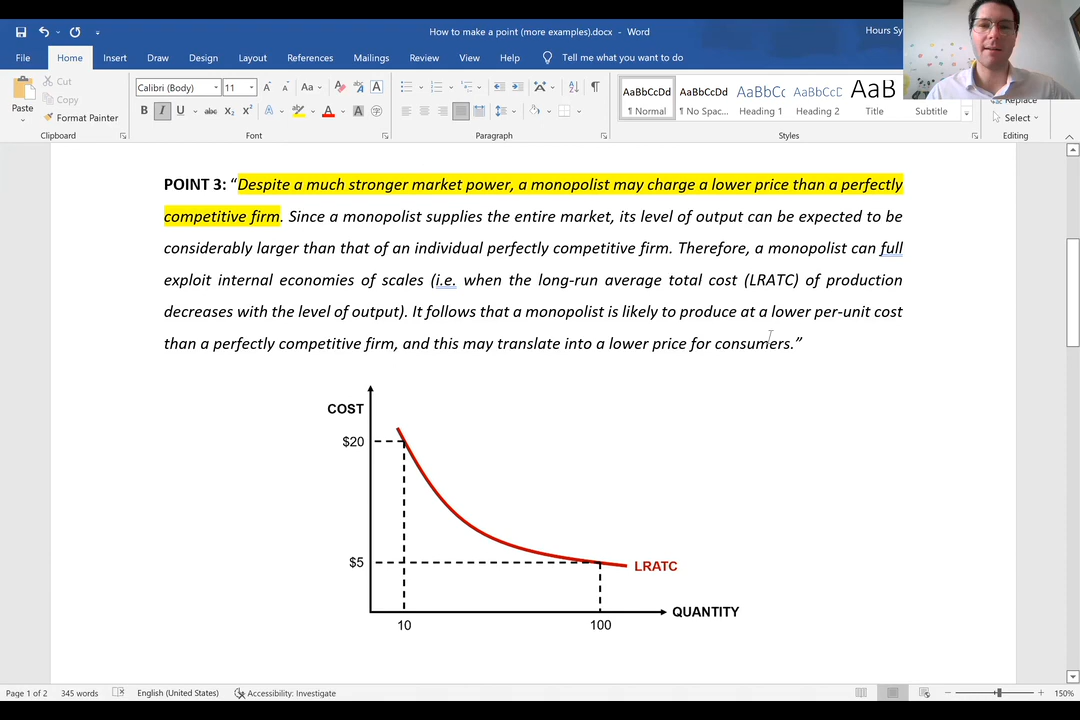 How to make a point (more examples).docx - Word
Hours Sy
File Home Insert Draw Design Layout References Mailings Review View Help Tell me what you want to do
Paste
Cut
Copy
Format Painter
Clipboard
Calibri (Body) 11
Font
Paragraph
AaBbCcDd AaBbCcDd AaBbCc AaBbCcD AaB AaBbCcD
¶ Normal ¶ No Spac... Heading 1 Heading 2 Title Subtitle
Styles
Replace
Select
Editing
POINT 3: “Despite a much stronger market power, a monopolist may charge a lower price than a perfectly
competitive firm. Since a monopolist supplies the entire market, its level of output can be expected to be
considerably larger than that of an individual perfectly competitive firm. Therefore, a monopolist can full
exploit internal economies of scales (i.e. when the long-run average total cost (LRATC) of production
decreases with the level of output). It follows that a monopolist is likely to produce at a lower per-unit cost
than a perfectly competitive firm, and this may translate into a lower price for consumers.”
COST
$20
$5
LRATC
QUANTITY
10 100
Page 1 of 2 345 words English (United States) Accessibility: Investigate 150%